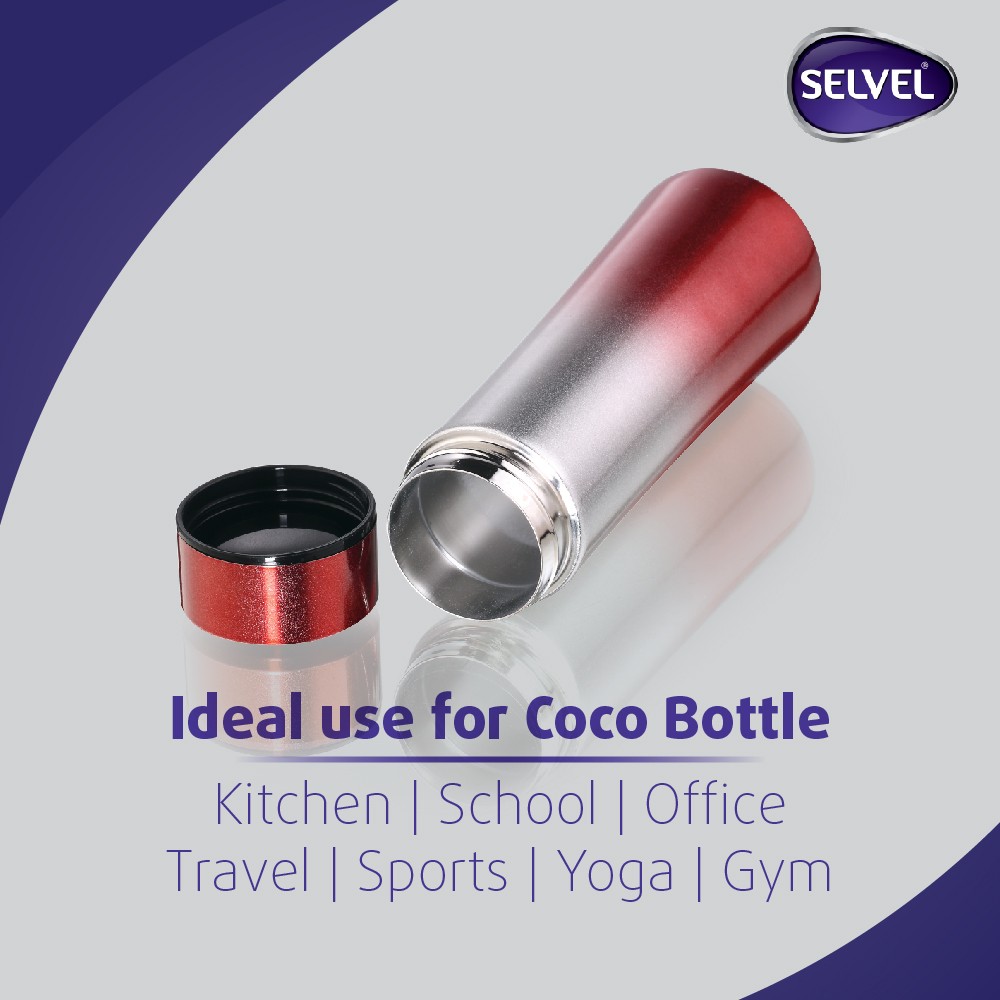 SELVEL®
Ideal use for Coco Bottle
Kitchen | School | Office
Travel | Sports | Yoga | Gym